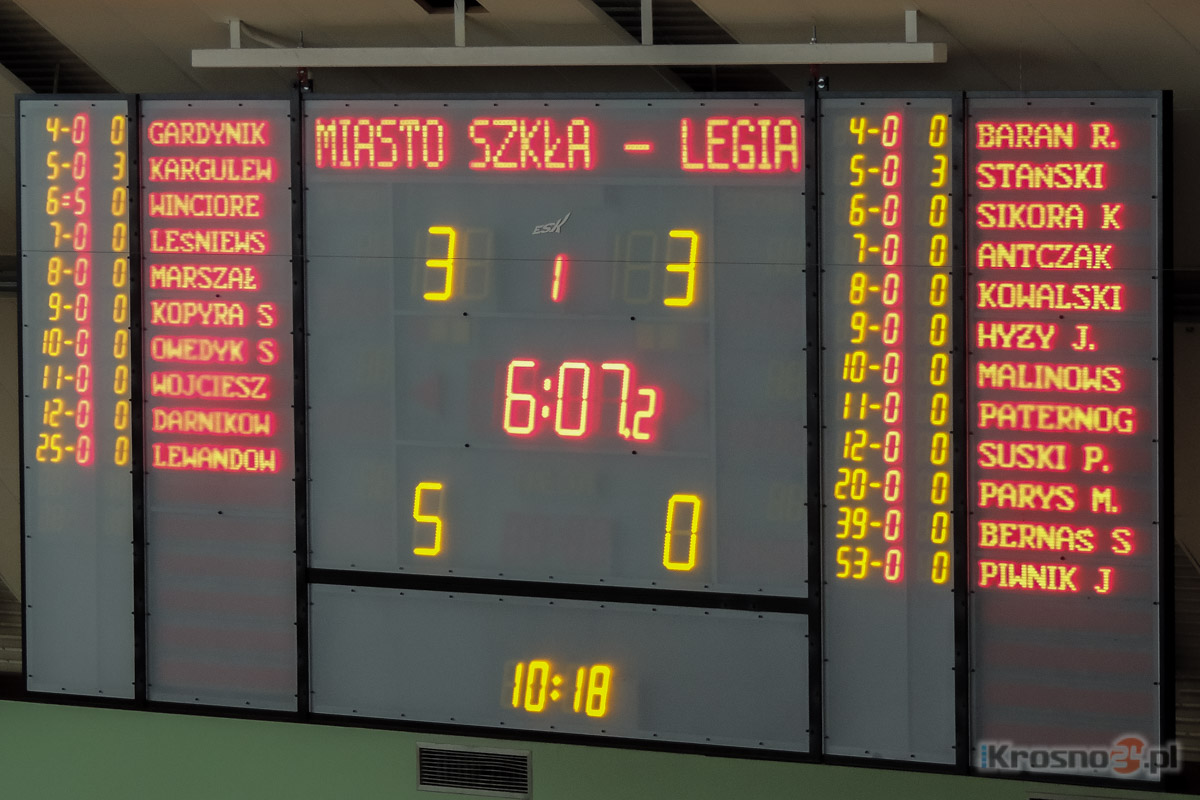 MIASTO SZKŁA - LEGIA
4-0 0 GARDYNIK
5-0 3 KARGULEW
6=5 0 WINCIORE
7-0 0 LEŚNIEWS
8-0 0 MARSZAŁ
9-0 0 KOPYRA S
10-0 0 OWEDYK S
11-0 0 WOJCIESZ
12-0 0 DARNIKOW
25-0 0 LEWANDOW
esk
3 1 3
6:07,2
5 0
10:18
4-0 0 BARAN R.
5-0 3 STAŃSKI
6-0 0 SIKORA K
7-0 0 ANTCZAK
8-0 0 KOWALSKI
9-0 0 HYZY J.
10-0 0 MALINOWS
11-0 0 PATERNOG
12-0 0 SUSKI P.
20-0 0 PARYS M.
39-0 0 BERNAŚ S
53-0 0 PIWNIK J
Krosno24.pl